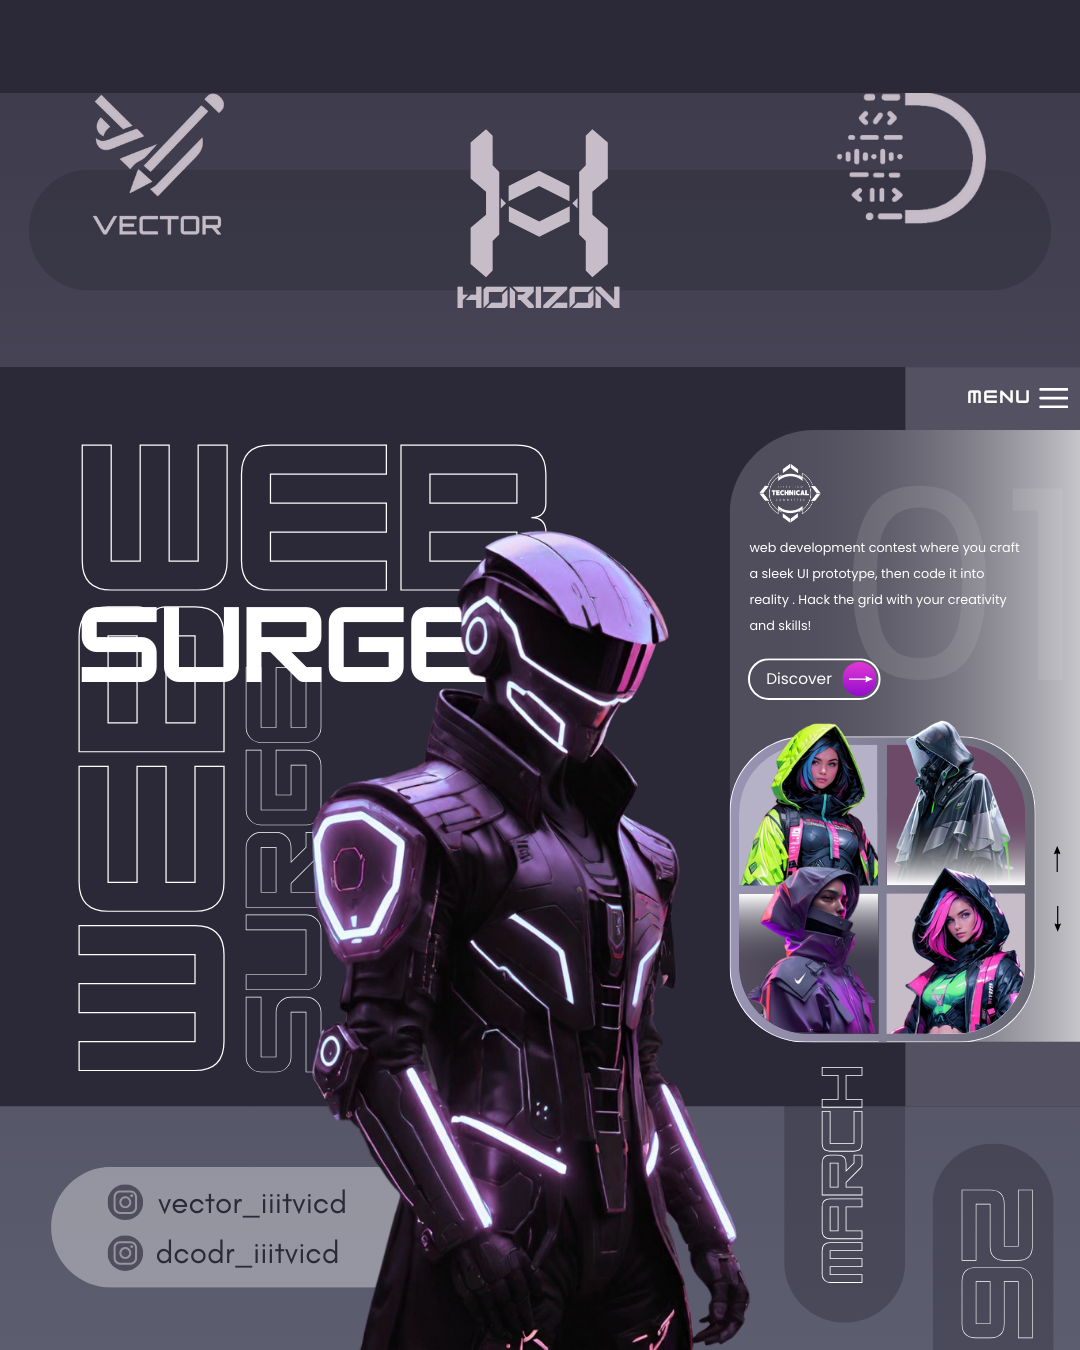 VECTOR
HORIZON
D
MENU
WEB
SURGE
WEB
SURGE
01
TECHNICAL
web development contest where you craft
a sleek UI prototype, then code it into
reality . Hack the grid with your creativity
and skills!
Discover
MARCH
26
vector_iiitvicd
dcodr_iiitvicd